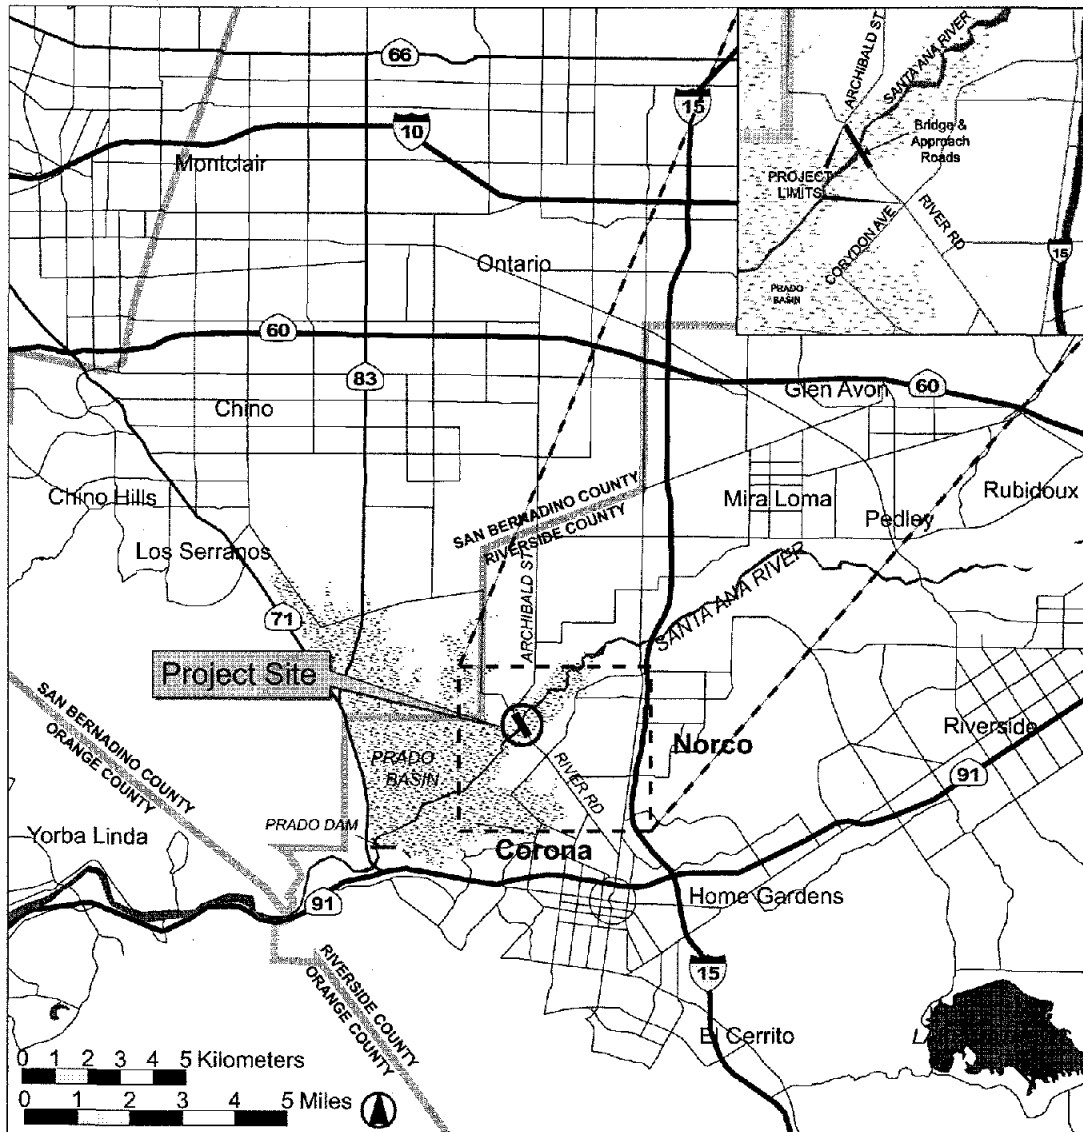 66
15
10
Montclair
Ontario
60
83
Chino
Glen Avon
60
Chino Hills
Mira Loma
Rubidoux
Pedley
Los Serranos
SAN BERNADINO COUNTY
RIVERSIDE COUNTY
ARCHIBALD ST
SANTA ANA RIVER
71
Project Site
SAN BERNADINO COUNTY
ORANGE COUNTY
PRADO
BASIN
RIVER RD
Norco
Riverside
91
PRADO DAM
Yorba Linda
Corona
91
Home Gardens
15
RIVERSIDE COUNTY
ORANGE COUNTY
El Cerrito
0 1 2 3 4 5 Kilometers
0 1 2 3 4 5 Miles
ARCHIBALD ST
SANTA ANA RIVER
Bridge &
Approach
Roads
PROJECT
LIMITS
CORYDON AVE
RIVER RD
15
PRADO
BASIN